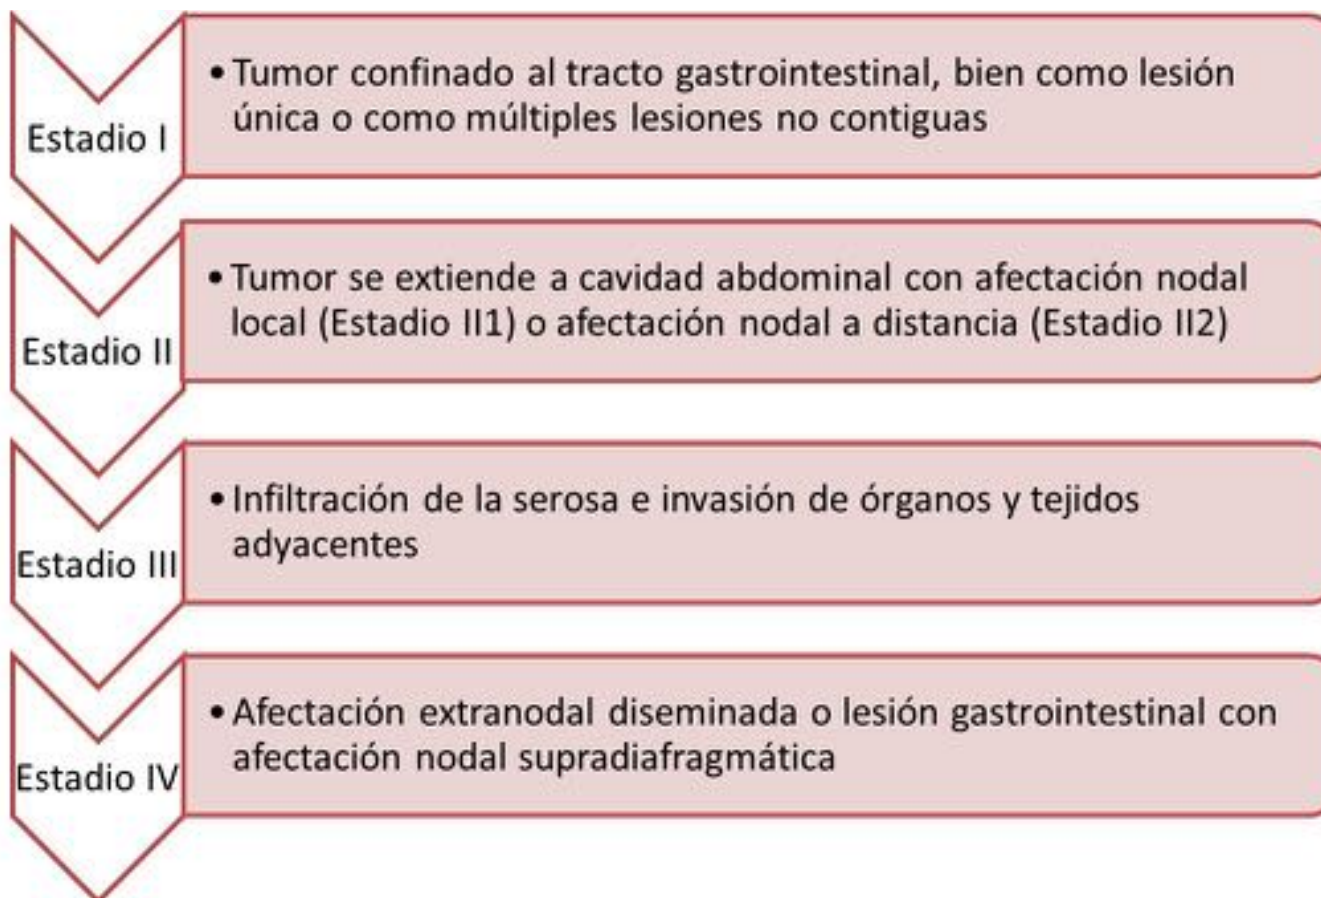 Estadio I
• Tumor confinado al tracto gastrointestinal, bien como lesión
única o como múltiples lesiones no contiguas
Estadio II
• Tumor se extiende a cavidad abdominal con afectación nodal
local (Estadio II1) o afectación nodal a distancia (Estadio II2)
Estadio III
• Infiltración de la serosa e invasión de órganos y tejidos
adyacentes
Estadio IV
• Afectación extranodal diseminada o lesión gastrointestinal con
afectación nodal supradiafragmática